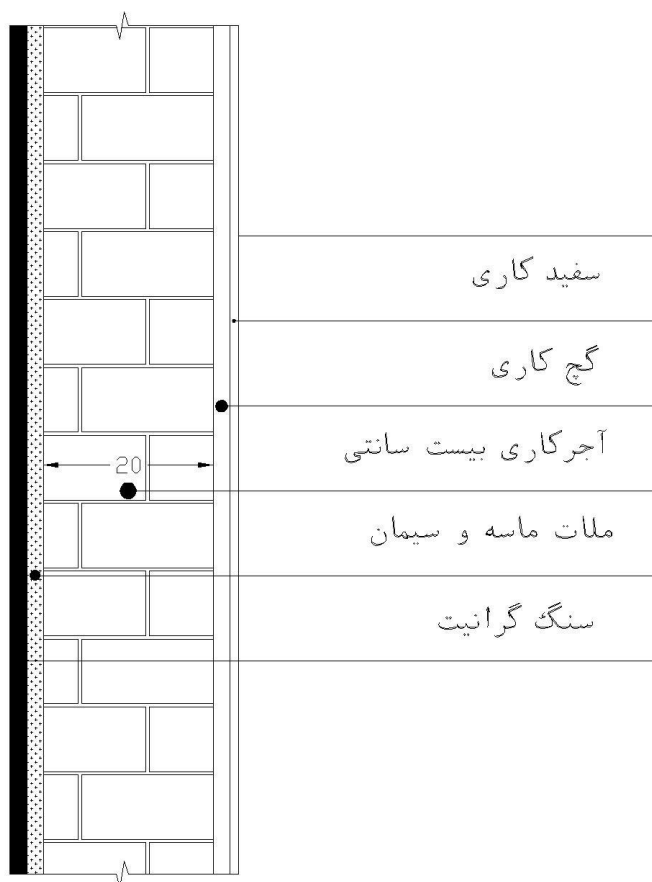 سفید کاری
گچ کاری
آجرکاری بیست سانتی
20
ملات ماسه و سیمان
سنگ گرانیت